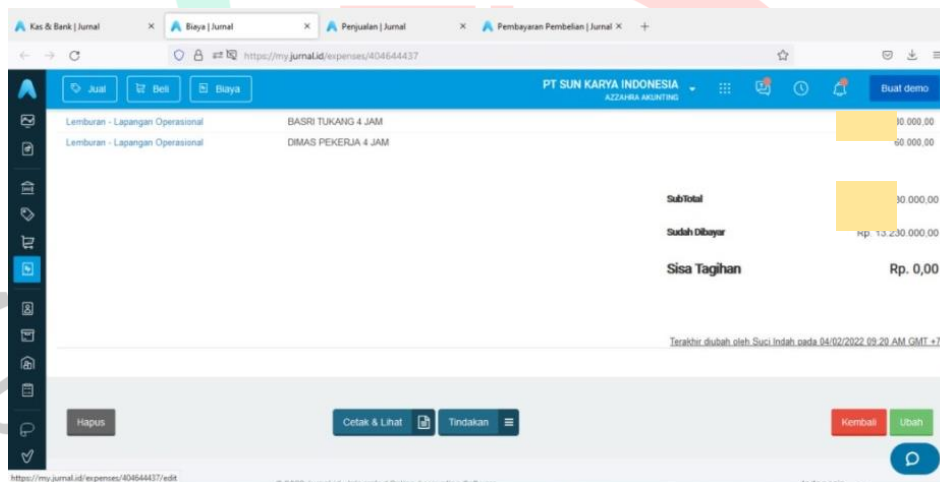 Kas & Bank | Jurnal
Biaya | Jurnal
Penjualan | Jurnal
Pembayaran Pembelian | Jurnal
https://my.jurnal.id/expenses/404644437
Jual
Beli
Biaya
PT SUN KARYA INDONESIA
AZZAHRA AKUNTING
Buat demo
Lemburan - Lapangan Operasional BASRI TUKANG 4 JAM
Lemburan - Lapangan Operasional DIMAS PEKERJA 4 JAM
SubTotal
Sudah Dibayar Rp. 13.230.000,00
Sisa Tagihan Rp. 0,00
Terakhir diubah oleh Suci Indah pada 04/02/2022 09:20 AM GMT +7
Hapus
Cetak & Lihat
Tindakan
Kembali
Ubah
https://my.jurnal.id/expenses/404644437/edit